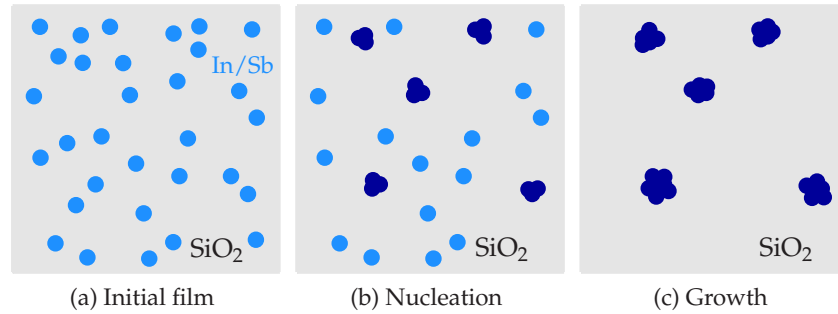 In/Sb
SiO₂
(a) Initial film
SiO₂
(b) Nucleation
SiO₂
(c) Growth